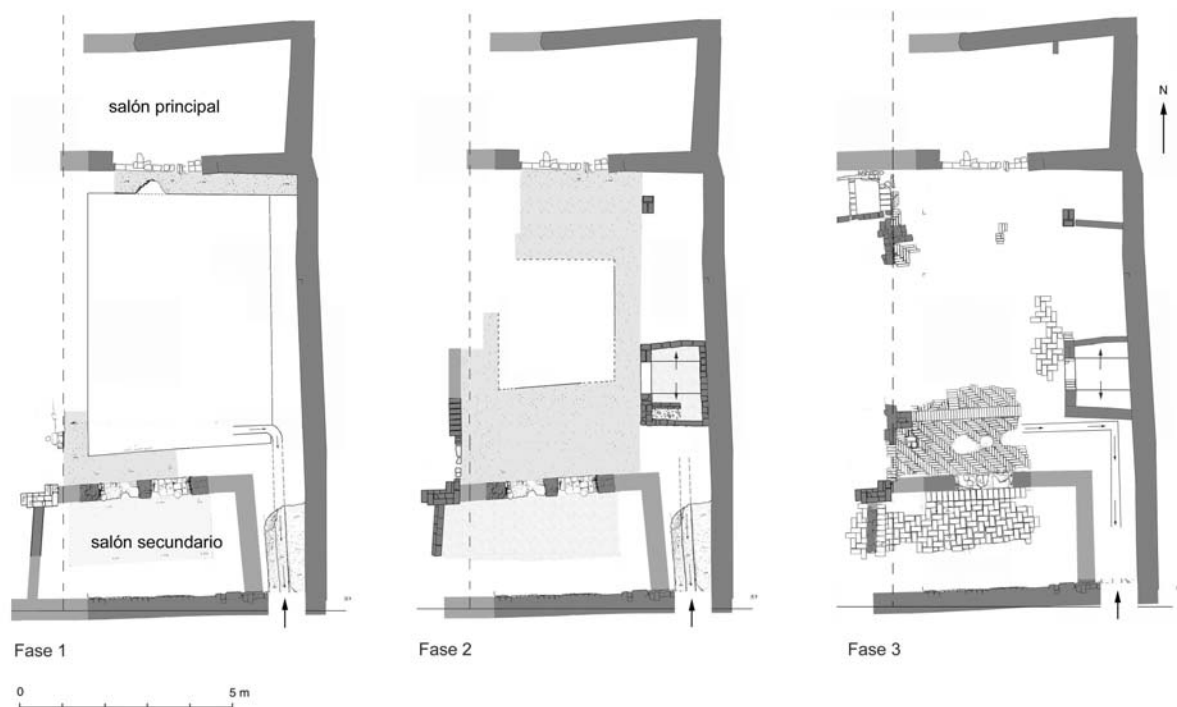 salón principal
N
salón secundario
Fase 1
Fase 2
Fase 3
0 5 m